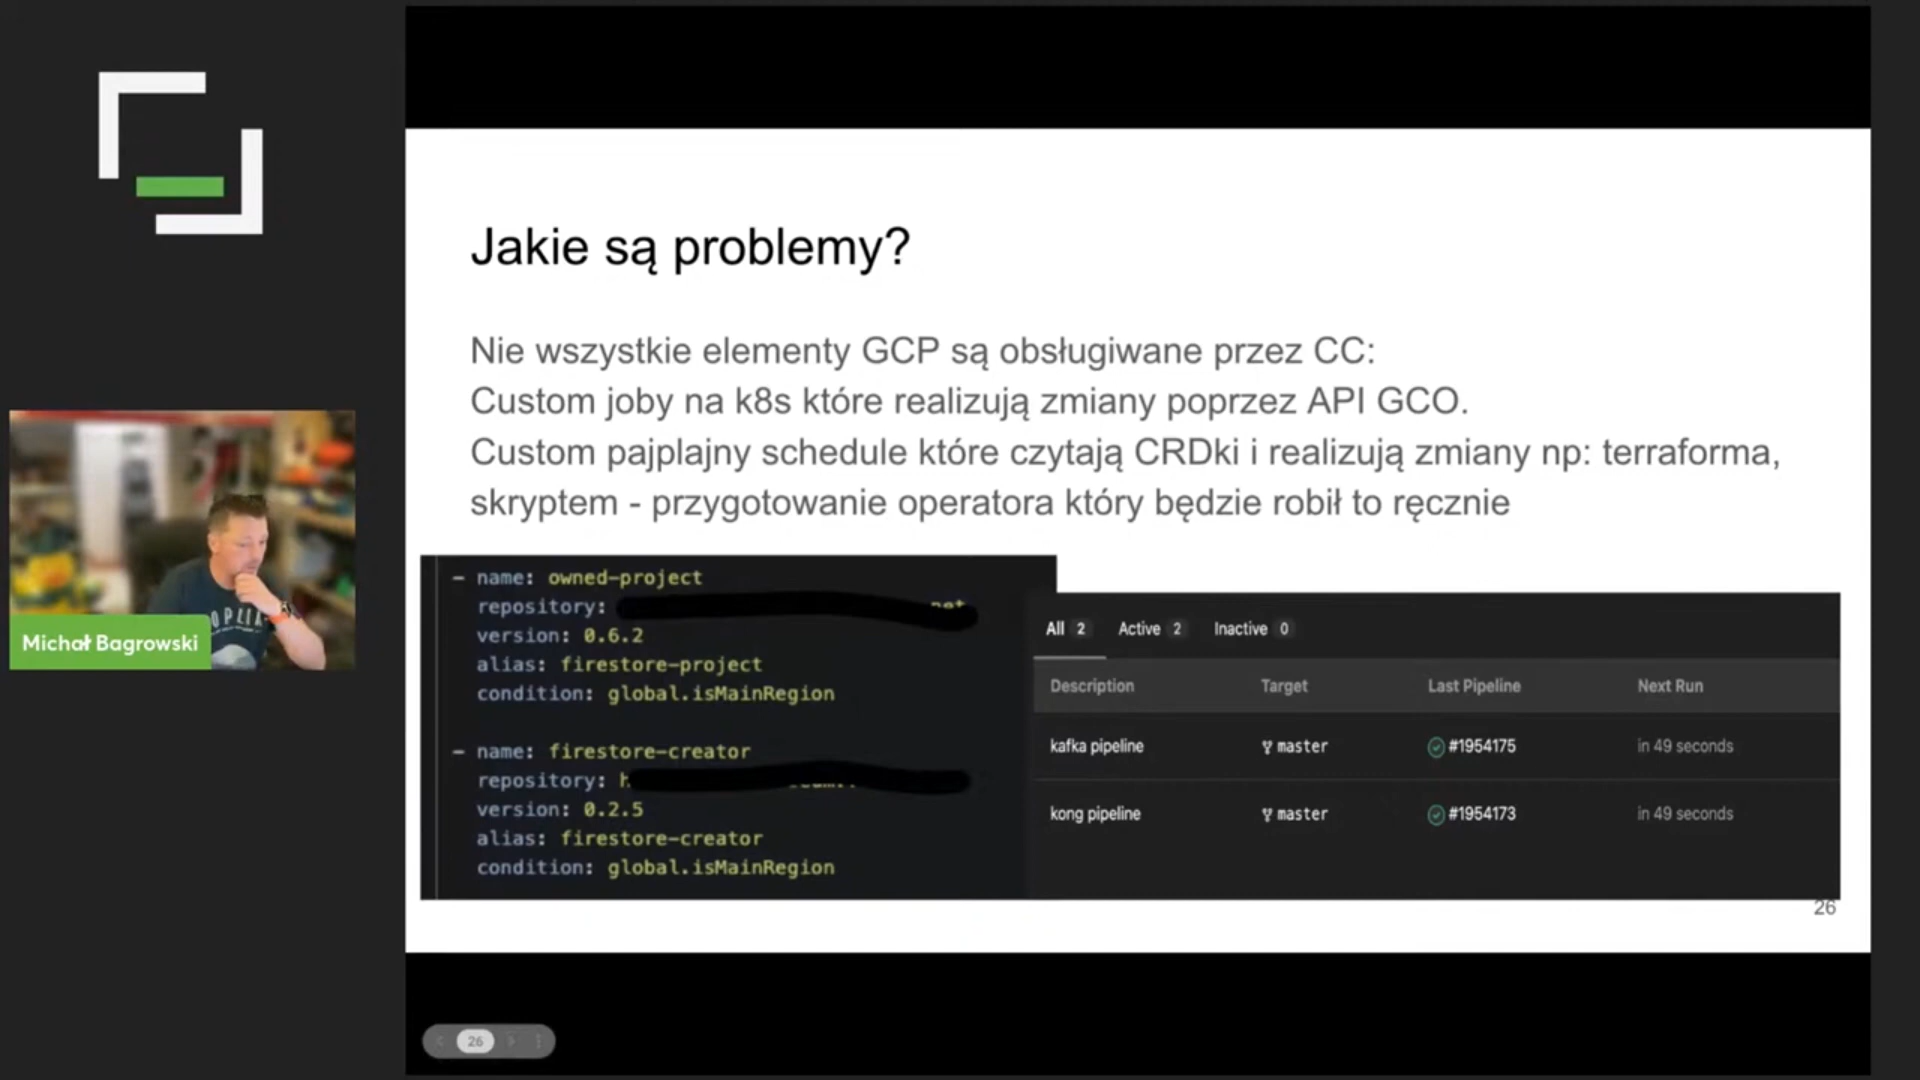 Jakie są problemy?
Nie wszystkie elementy GCP są obsługiwane przez CC:
Custom joby na k8s które realizują zmiany poprzez API GCO.
Custom pajplajny schedule które czytają CRDki i realizują zmiany np: terraforma,
skryptem - przygotowanie operatora który będzie robił to ręcznie
- name: owned-project
repository:
version: 0.6.2
alias: firestore-project
condition: global.isMainRegion
- name: firestore-creator
repository: h
version: 0.2.5
alias: firestore-creator
condition: global.isMainRegion
All 2 Active 2 Inactive 0
Description Target Last Pipeline Next Run
kafka pipeline master #1954175 in 49 seconds
kong pipeline master #1954173 in 49 seconds
26
Michał Bagrowski
26